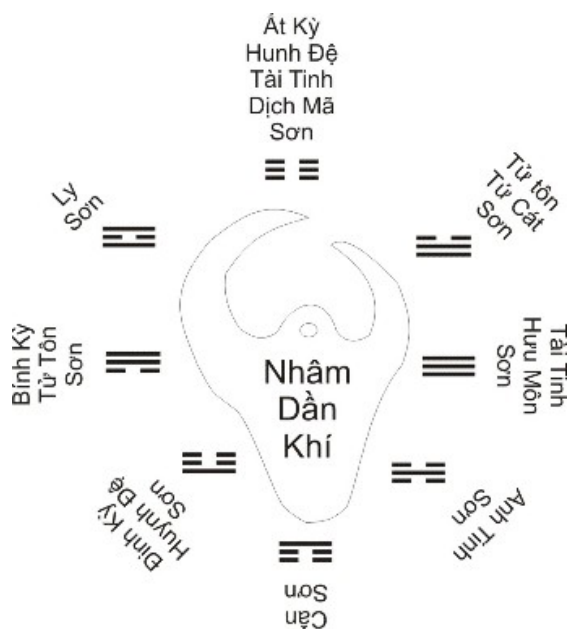 Ất Kỳ
Hunh Đệ
Tài Tinh
Dịch Mã
Sơn
Ly
Sơn
Tử tôn
Tứ Cát
Sơn
Bính Kỳ
Tử Tôn
Sơn
Tài Tinh
Hưu Môn
Sơn
Nhâm
Dần
Khí
Đinh Kỳ
Huynh Đệ
Sơn
Anh Tinh
Sơn
Cấn
Sơn